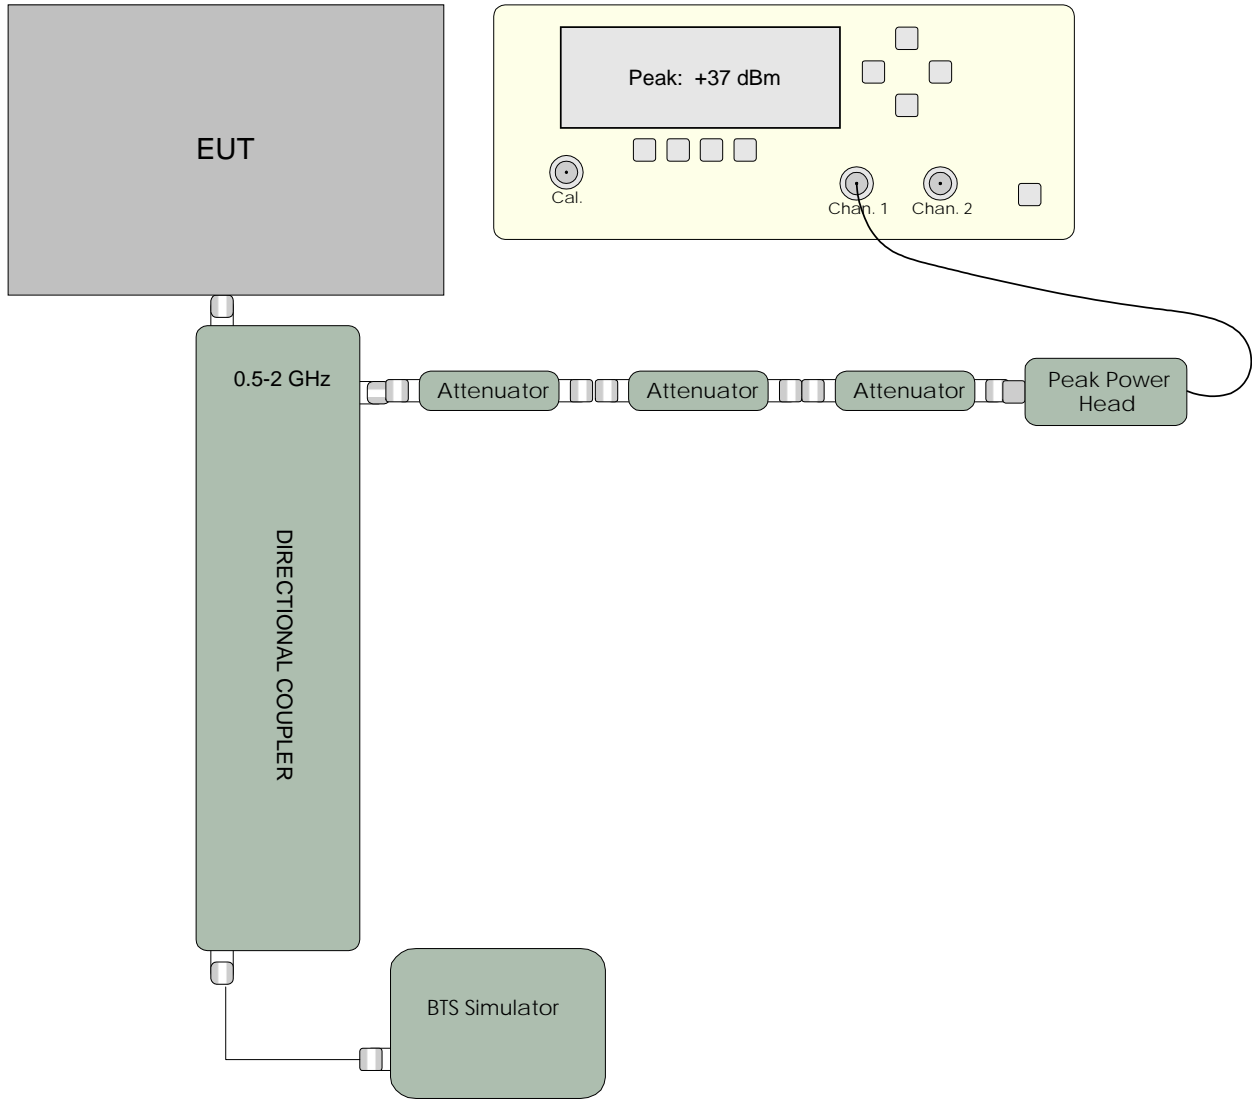 EUT
Peak:  +37 dBm
Cal.
Chan. 1
Chan. 2
0.5-2 GHz
Attenuator
Attenuator
Attenuator
Peak Power
Head
DIRECTIONAL COUPLER
BTS Simulator